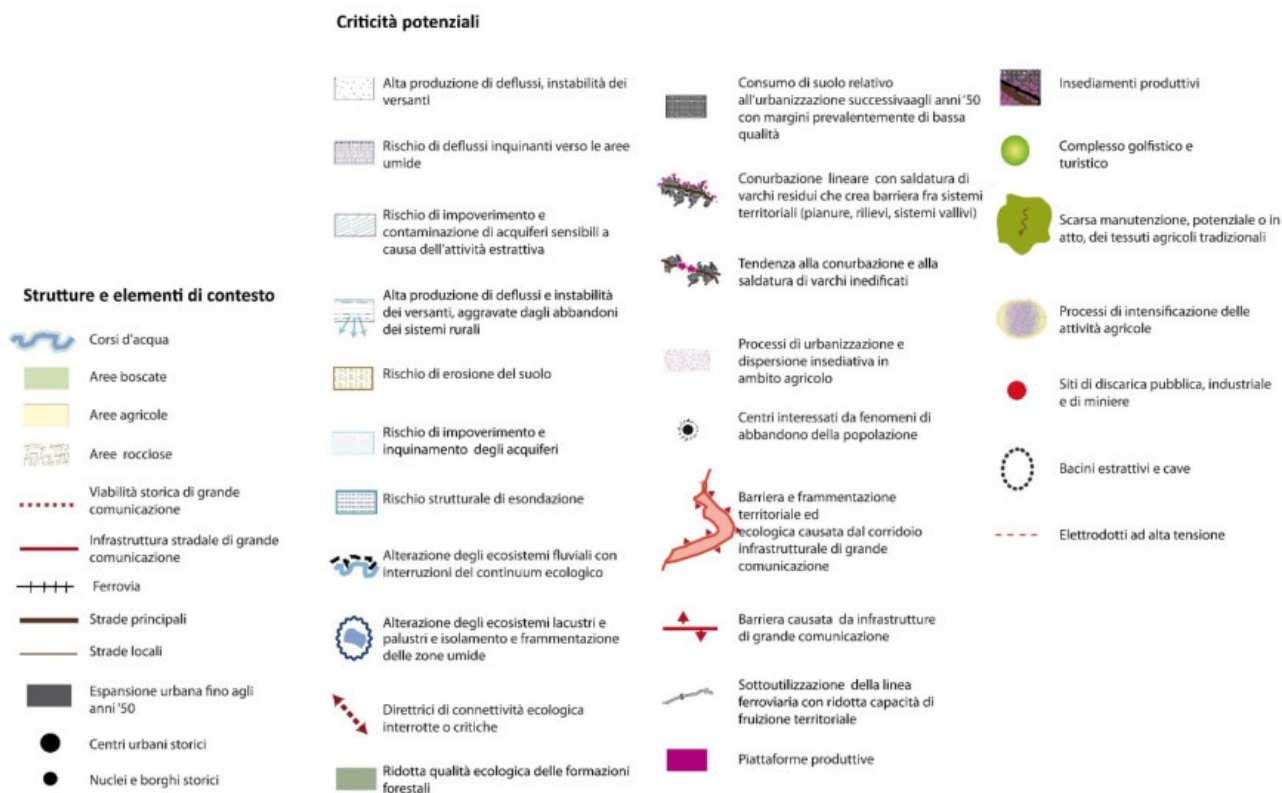 Criticità potenziali
Strutture e elementi di contesto
Corsi d'acqua
Aree boscate
Aree agricole
Aree rocciose
Viabilità storica di grande
comunicazione
Infrastruttura stradale di grande
comunicazione
Ferrovia
Strade principali
Strade locali
Espansione urbana fino agli
anni '50
Centri urbani storici
Nuclei e borghi storici
Alta produzione di deflussi, instabilità dei
versanti
Rischio di deflussi inquinanti verso le aree
umide
Rischio di impoverimento e
contaminazione di acquiferi sensibili a
causa dell'attività estrattiva
Alta produzione di deflussi e instabilità
dei versanti, aggravate dagli abbandoni
dei sistemi rurali
Rischio di erosione del suolo
Rischio di impoverimento e
inquinamento degli acquiferi
Rischio strutturale di esondazione
Alterazione degli ecosistemi fluviali con
interruzioni del continuum ecologico
Alterazione degli ecosistemi lacustri e
palustri e isolamento e frammentazione
delle zone umide
Direttrici di connettività ecologica
interrotte o critiche
Ridotta qualità ecologica delle formazioni
forestali
Consumo di suolo relativo
all'urbanizzazione successivaagli anni '50
con margini prevalentemente di bassa
qualità
Conurbazione lineare con saldatura di
varchi residui che crea barriera fra sistemi
territoriali (pianure, rilievi, sistemi vallivi)
Tendenza alla conurbazione e alla
saldatura di varchi inedificati
Processi di urbanizzazione e
dispersione insediativa in
ambito agricolo
Centri interessati da fenomeni di
abbandono della popolazione
Barriera e frammentazione
territoriale ed
ecologica causata dal corridoio
infrastrutturale di grande
comunicazione
Barriera causata da infrastrutture
di grande comunicazione
Sottoutilizzazione della linea
ferroviaria con ridotta capacità di
fruizione territoriale
Piattaforme produttive
Insediamenti produttivi
Complesso golfistico e
turistico
Scarsa manutenzione, potenziale o in
atto, dei tessuti agricoli tradizionali
Processi di intensificazione delle
attività agricole
Siti di discarica pubblica, industriale
e di miniere
Bacini estrattivi e cave
Elettrodotti ad alta tensione